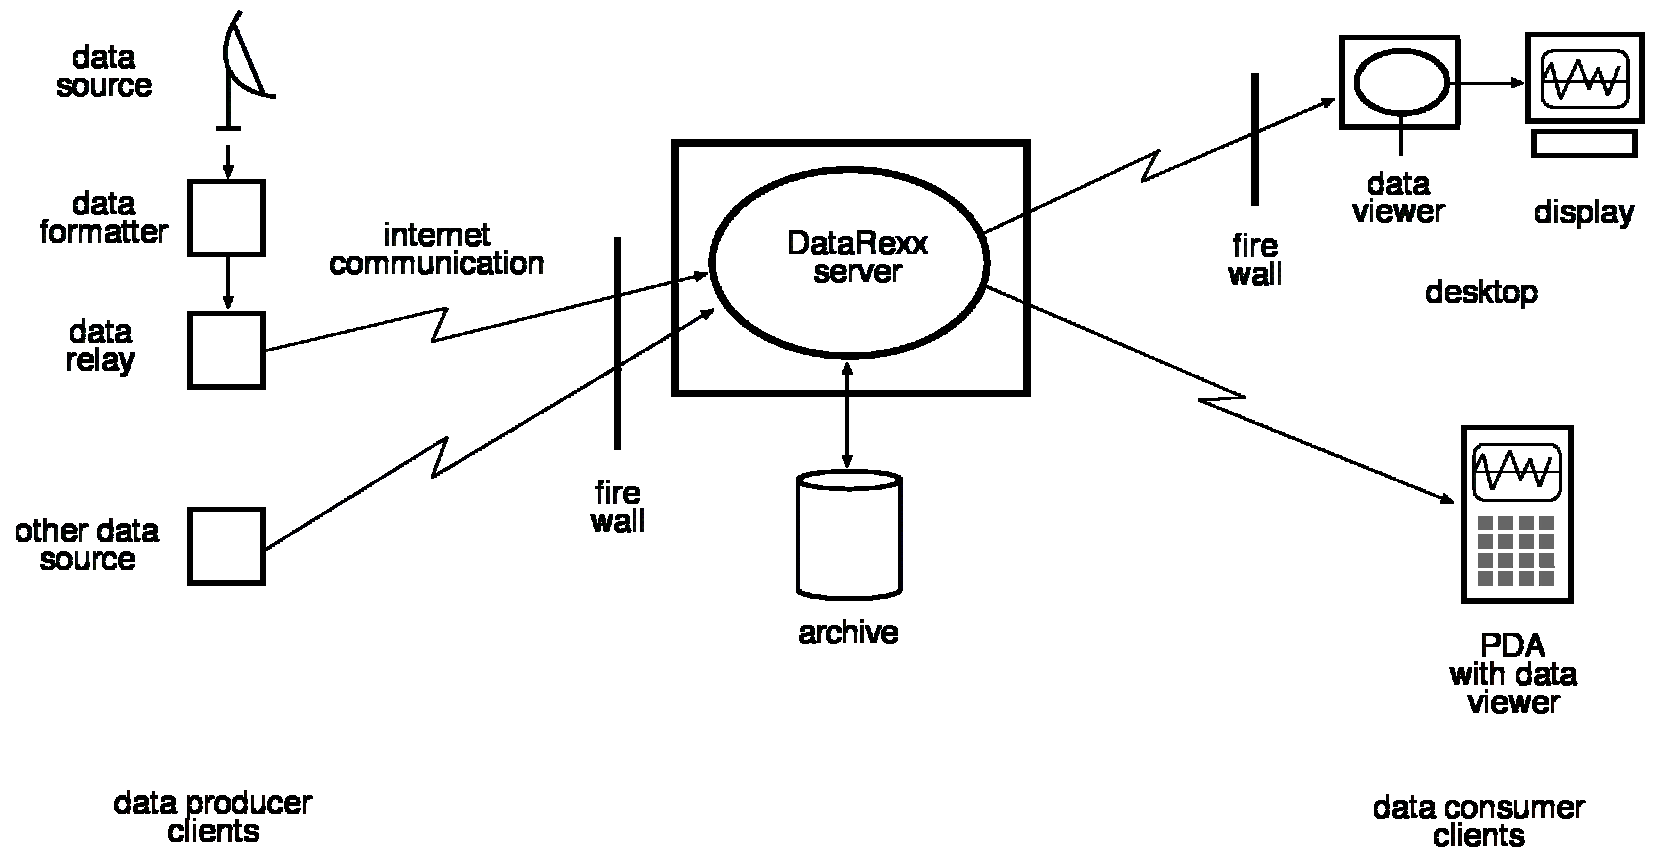 data
source
data
formatter
data
relay
other data
source
internet
communication
fire
wall
DataRexx
server
archive
fire
wall
data
viewer
display
desktop
PDA
with data
viewer
data producer
clients
data consumer
clients